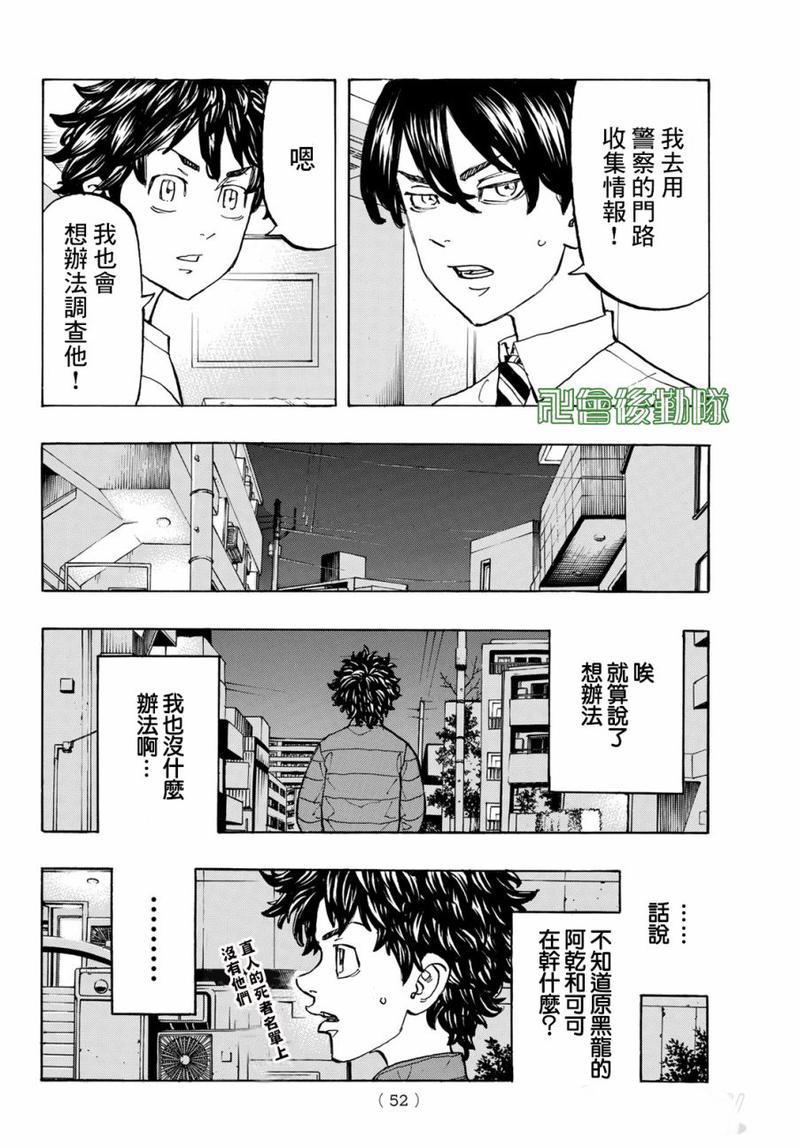 我去用
警察的門路
收集情報！
嗯
我也會
想辦法調查他！
卍會後勤隊
唉
就算說了
想辦法
我也沒什麼
辦法啊…
……
話說
不知道原黑龍的
阿乾和可可
在幹什麼？
直人的死者名單上
沒有他們
………
（52）